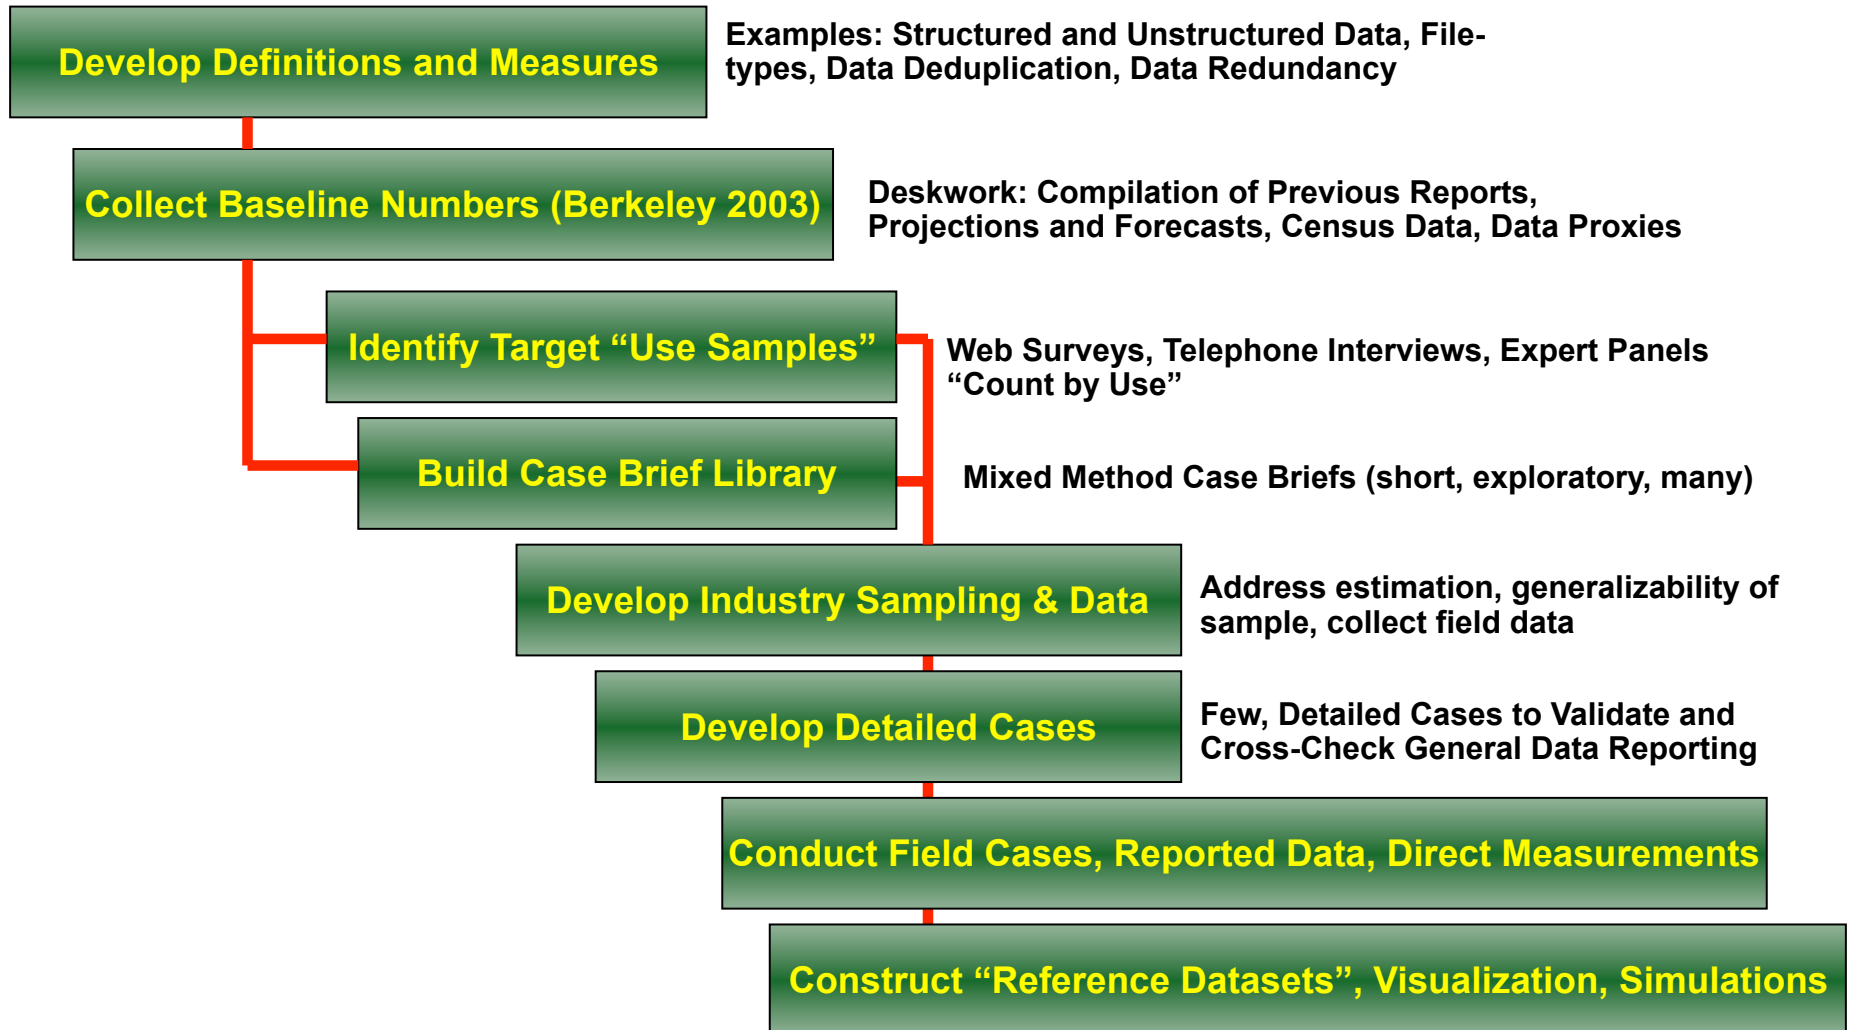 Develop Definitions and Measures
Examples: Structured and Unstructured Data, File-
types, Data Deduplication, Data Redundancy
Collect Baseline Numbers (Berkeley 2003)
Deskwork: Compilation of Previous Reports,
Projections and Forecasts, Census Data, Data Proxies
Identify Target “Use Samples”
Web Surveys, Telephone Interviews, Expert Panels
“Count by Use”
Build Case Brief Library
Mixed Method Case Briefs (short, exploratory, many)
Develop Industry Sampling & Data
Address estimation, generalizability of
sample, collect field data
Develop Detailed Cases
Few, Detailed Cases to Validate and
Cross-Check General Data Reporting
Conduct Field Cases, Reported Data, Direct Measurements
Construct “Reference Datasets”, Visualization, Simulations